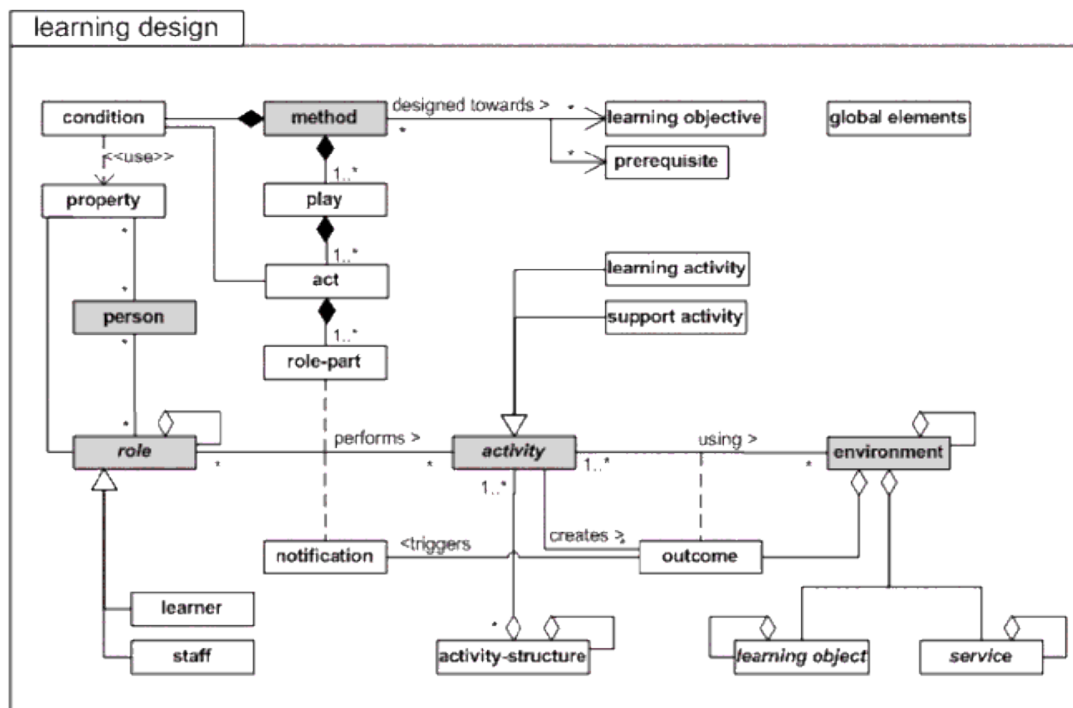 learning design
condition
method
designed towards >
*
*
learning objective
global elements
<<use>>
*
prerequisite
1..*
property
play
*
1..*
learning activity
act
*
person
support activity
*
1..*
role-part
*
performs >
using >
role
activity
environment
*
*
1..*
*
1..*
creates >
*
<triggers
notification
outcome
learner
*
staff
activity-structure
learning object
service